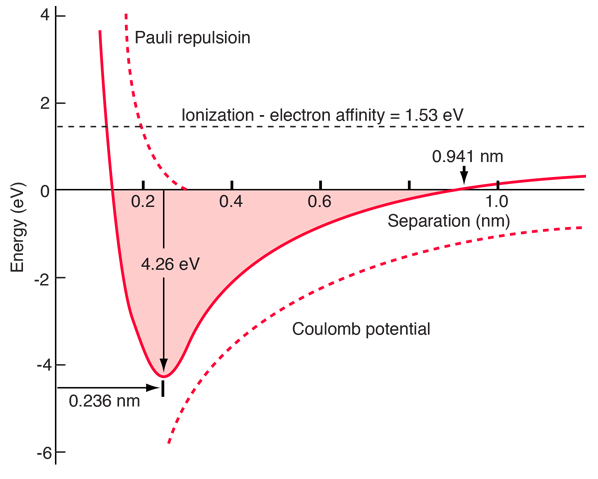 4
Pauli repulsioin
2
Ionization - electron affinity = 1.53 eV
0.941 nm
0
0.2
0.4
0.6
1.0
Separation (nm)
Energy (eV)
4.26 eV
-2
Coulomb potential
-4
0.236 nm
-6